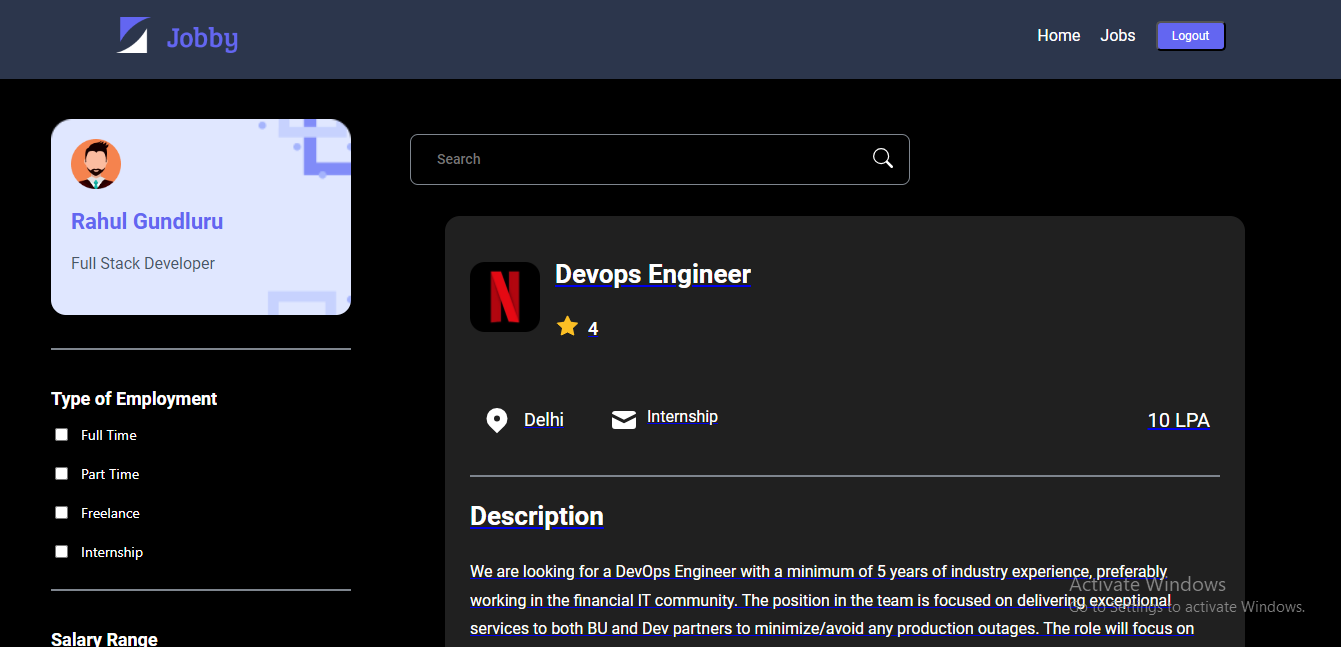 Jobby
Home
Jobs
Logout
Rahul Gundluru
Full Stack Developer
Type of Employment
Full Time
Part Time
Freelance
Internship
Salary Range
Search
N
Devops Engineer
4
Delhi
Internship
10 LPA
Description
We are looking for a DevOps Engineer with a minimum of 5 years of industry experience, preferably
working in the financial IT community. The position in the team is focused on delivering exceptional
services to both BU and Dev partners to minimize/avoid any production outages. The role will focus on
Activate Windows
Go to Settings to activate Windows.